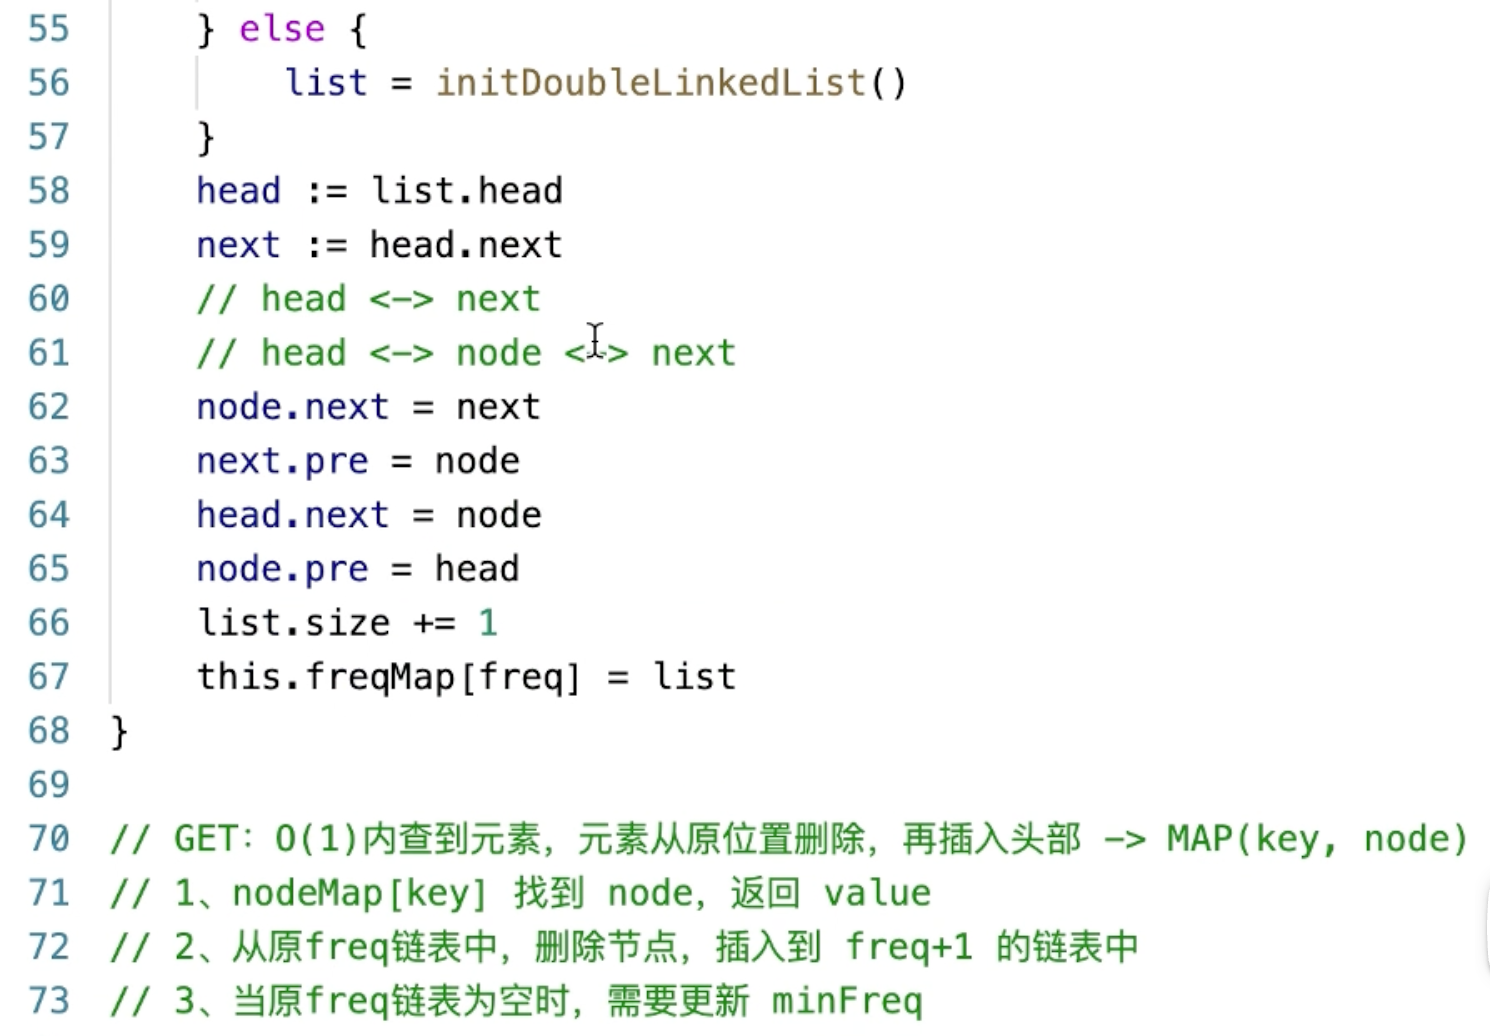 55 } else {
56 list = initDoubleLinkedList()
57 }
58 head := list.head
59 next := head.next
60 // head <-> next
61 // head <-> node <-> next
62 node.next = next
63 next.pre = node
64 head.next = node
65 node.pre = head
66 list.size += 1
67 this.freqMap[freq] = list
68 }
69
70 // GET: O(1)内查到元素，元素从原位置删除，再插入头部 -> MAP(key, node)
71 // 1、nodeMap[key] 找到 node，返回 value
72 // 2、从原freq链表中，删除节点，插入到 freq+1 的链表中
73 // 3、当原freq链表为空时，需要更新 minFreq